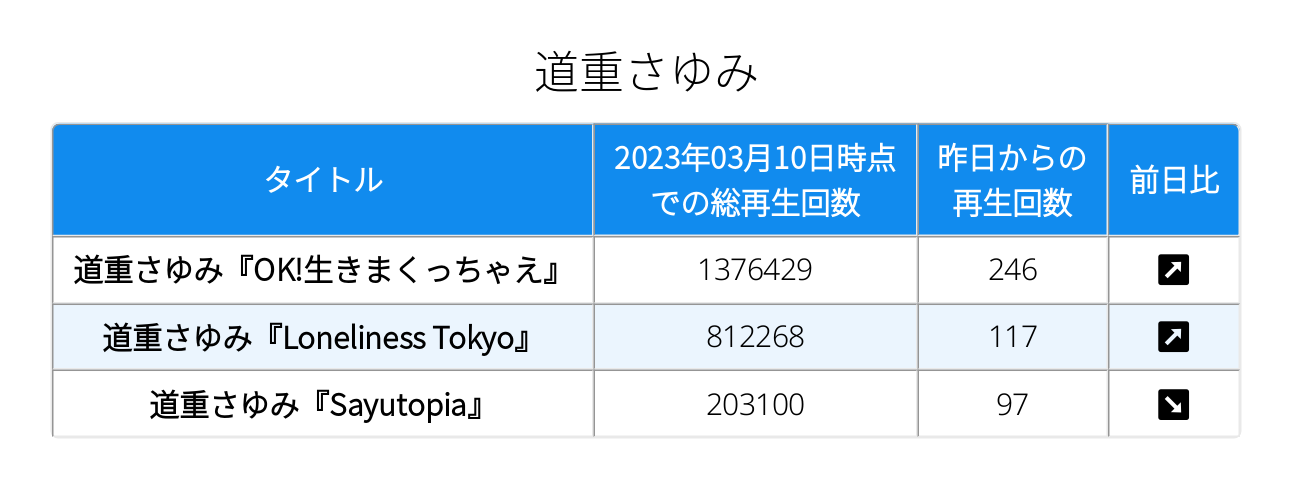 道重さゆみ
タイトル
2023年03月10日時点
での総再生回数
昨日からの
再生回数
前日比
道重さゆみ『OK!生きまくっちゃえ』 1376429 246 ↗
道重さゆみ『Loneliness Tokyo』 812268 117 ↗
道重さゆみ『Sayutopia』 203100 97 ↘